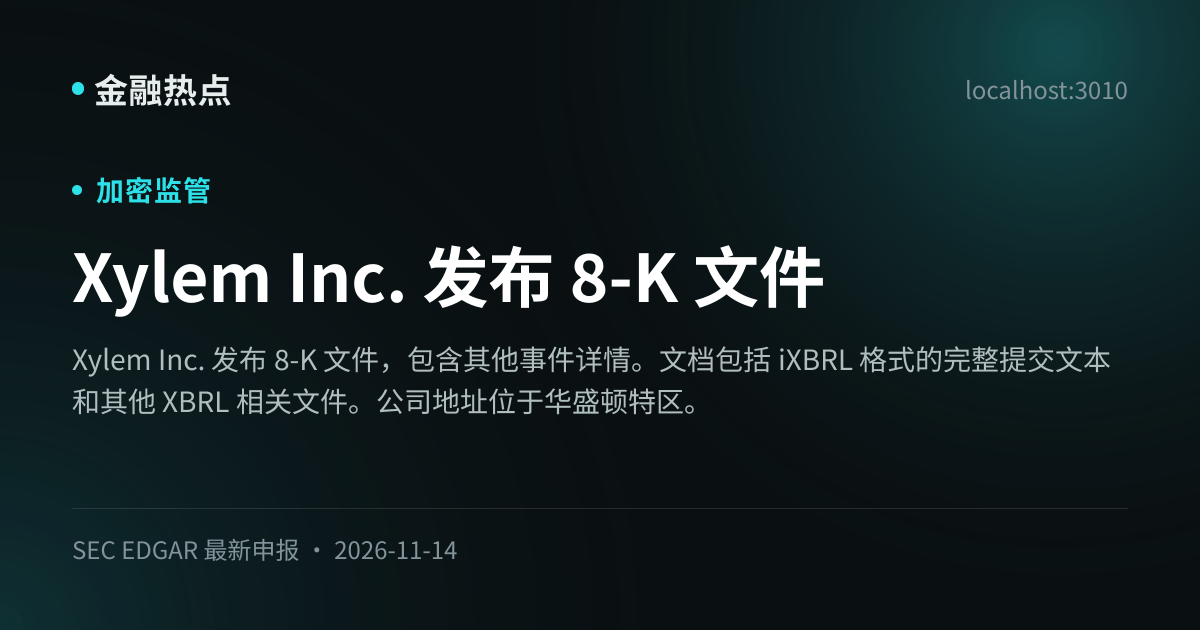 金融热点
localhost:3010
加密监管
Xylem Inc. 发布 8-K 文件
Xylem Inc. 发布 8-K 文件，包含其他事件详情。文档包括 iXBRL 格式的完整提交文本
和其他 XBRL 相关文件。公司地址位于华盛顿特区。
SEC EDGAR 最新申报 · 2026-11-14